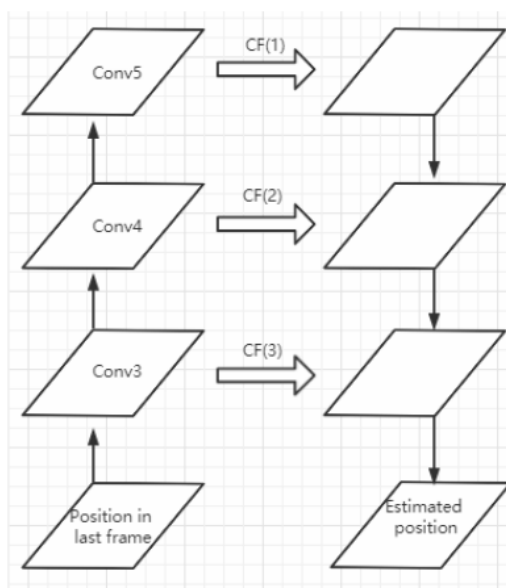 CF(1)
Conv5
CF(2)
Conv4
CF(3)
Conv3
Position in
last frame
Estimated
position